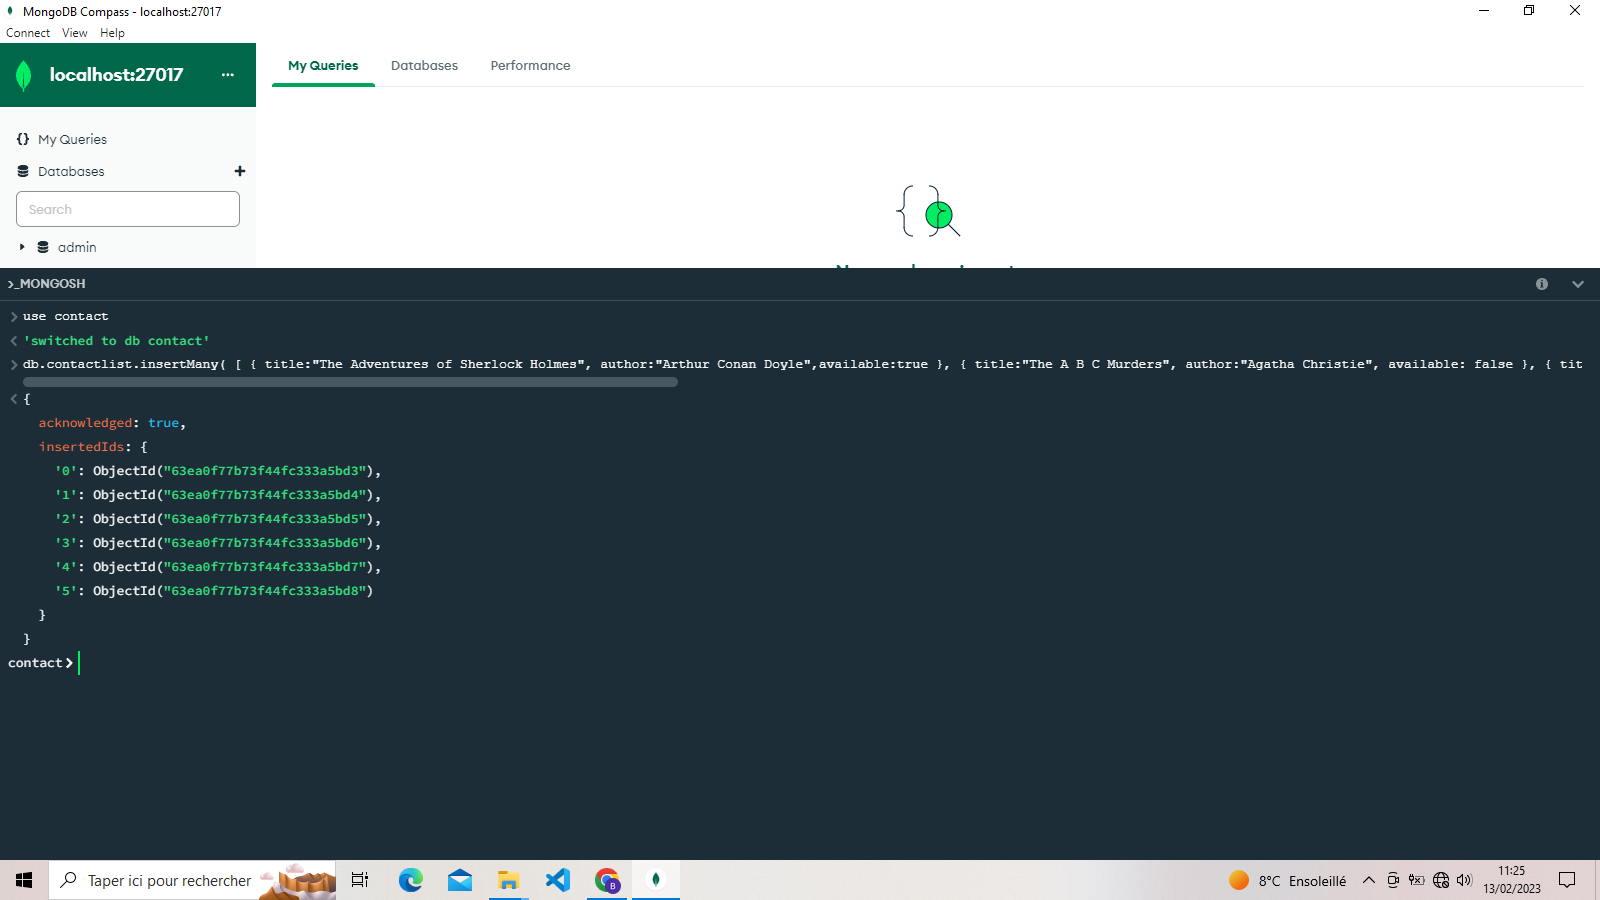 MongoDB Compass - localhost:27017
Connect View Help
localhost:27017 ...
My Queries Databases Performance
{} My Queries
Databases +
Search
admin
>_MONGOSH
> use contact
< 'switched to db contact'
> db.contactlist.insertMany( [ { title:"The Adventures of Sherlock Holmes", author:"Arthur Conan Doyle",available:true }, { title:"The A B C Murders", author:"Agatha Christie", available: false }, { tit
< {
acknowledged: true,
insertedIds: {
'0': ObjectId("63ea0f77b73f44fc333a5bd3"),
'1': ObjectId("63ea0f77b73f44fc333a5bd4"),
'2': ObjectId("63ea0f77b73f44fc333a5bd5"),
'3': ObjectId("63ea0f77b73f44fc333a5bd6"),
'4': ObjectId("63ea0f77b73f44fc333a5bd7"),
'5': ObjectId("63ea0f77b73f44fc333a5bd8")
}
}
contact >
Taper ici pour rechercher
B
8°C Ensoleillé
11:25
13/02/2023